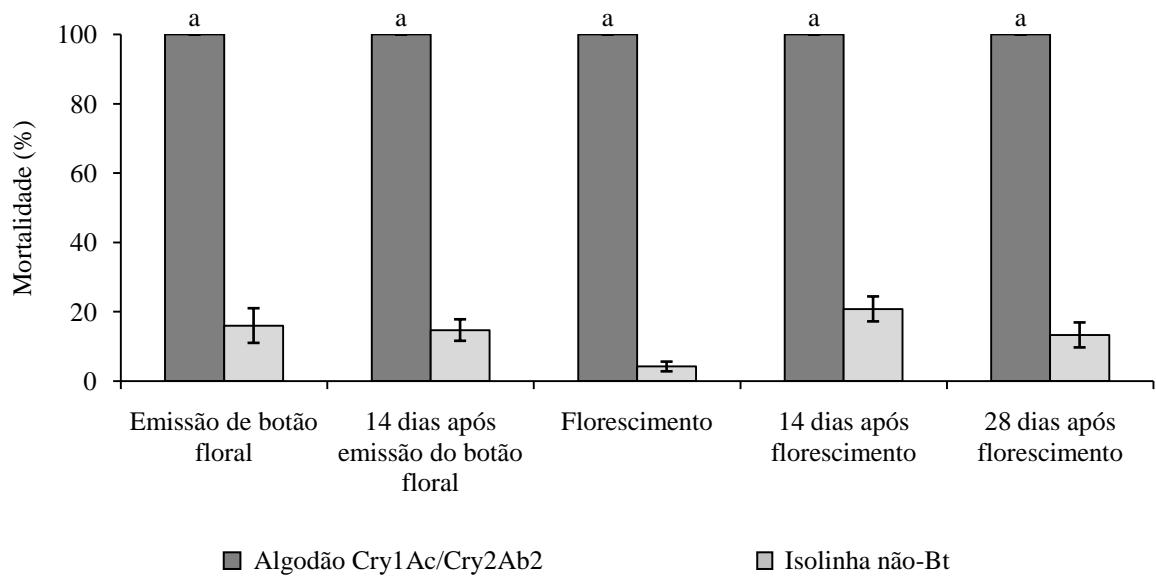 a a a a a
100
80
60
40
20
0
Mortalidade (%)
Emissão de botão
floral
14 dias após
emissão do botão
floral
Florescimento
14 dias após
florescimento
28 dias após
florescimento
Algodão Cry1Ac/Cry2Ab2
Isolinha não-Bt